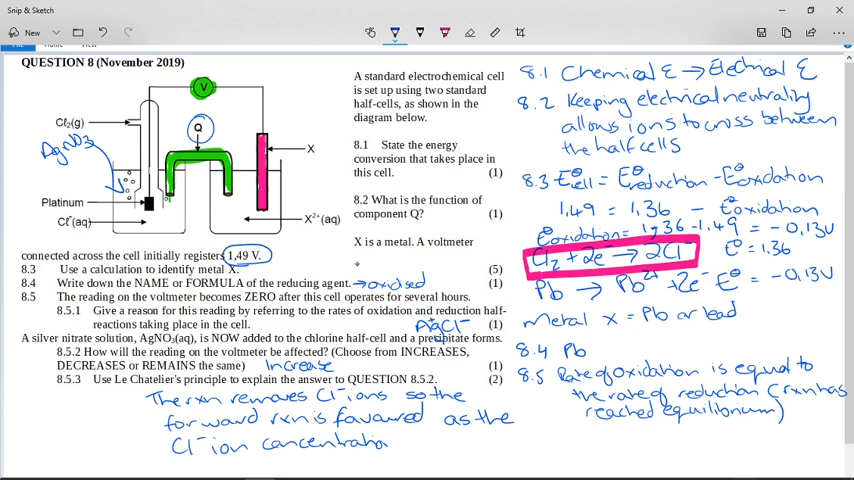 Snip & Sketch
New
Home
View
QUESTION 8 (November 2019)
V
Q
Cℓ₂(g)
AgNO₃
X
Platinum
Cℓ⁻(aq)
X²⁺(aq)
A standard electrochemical cell
is set up using two standard
half-cells, as shown in the
diagram below.
8.1 State the energy
conversion that takes place in
this cell. (1)
8.2 What is the function of
component Q? (1)
X is a metal. A voltmeter
connected across the cell initially registers 1,49 V.
8.3 Use a calculation to identify metal X. (5)
8.4 Write down the NAME or FORMULA of the reducing agent. → oxidised (1)
8.5 The reading on the voltmeter becomes ZERO after this cell operates for several hours.
8.5.1 Give a reason for this reading by referring to the rates of oxidation and reduction half-
reactions taking place in the cell. (1)
A silver nitrate solution, AgNO₃(aq), is NOW added to the chlorine half-cell and a precipitate forms.
8.5.2 How will the reading on the voltmeter be affected? (Choose from INCREASES,
DECREASES or REMAINS the same) Increase (1)
8.5.3 Use Le Chatelier's principle to explain the answer to QUESTION 8.5.2. (2)
The rxn removes Cl⁻ ions so the
forward rxn is favoured as the
Cl⁻ ion concentratio
8.1 Chemical E → Electrical E
8.2 Keeping electrical neutrality
allows ions to cross between
the half cells
8.3 E°cell = E°reduction - E°oxidation
1.49 = 1.36 - E°oxidation
E°oxidation = 1,36 - 1.49 = -0,13V
Cl₂ + 2e⁻ → 2Cl⁻ E° = 1.36
Pb → Pb²⁺ + 2e⁻ E° = -0,13V
Metal X = Pb or lead
8.4 Pb
8.5 Rate of oxidation is equal to
the rate of reduction (rxn has
reached equilibrium)